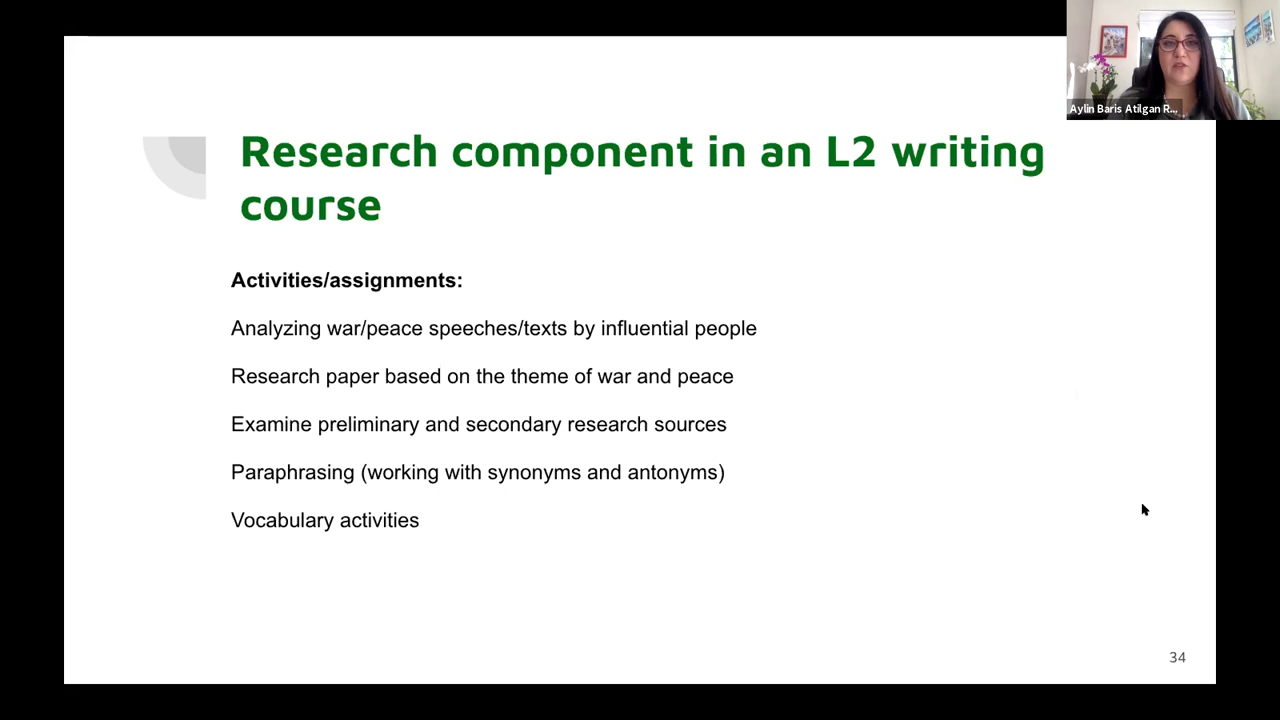 Aylin Baris Atilgan R...
Research component in an L2 writing
course
Activities/assignments:
Analyzing war/peace speeches/texts by influential people
Research paper based on the theme of war and peace
Examine preliminary and secondary research sources
Paraphrasing (working with synonyms and antonyms)
Vocabulary activities
34